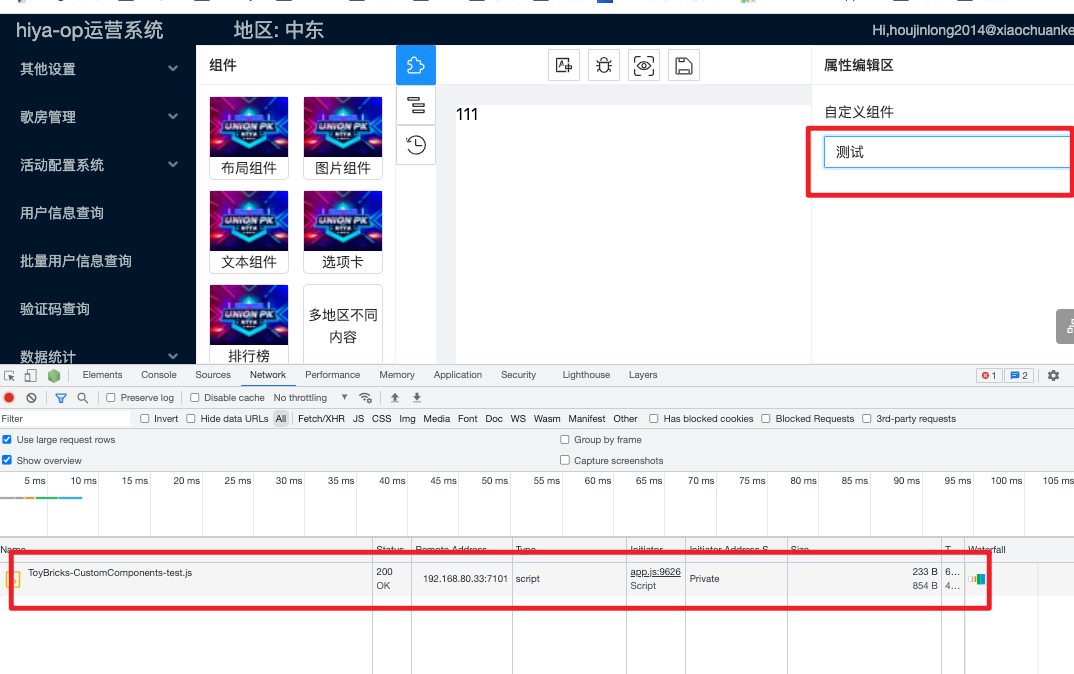 hiya-op运营系统
地区: 中东
Hi,houjinlong2014@xiaochuanke
其他设置
歌房管理
活动配置系统
用户信息查询
批量用户信息查询
验证码查询
数据统计
组件
UNION PK
布局组件
UNION PK
图片组件
UNION PK
文本组件
UNION PK
选项卡
UNION PK
排行榜
多地区不同
内容
111
属性编辑区
自定义组件
测试
Elements Console Sources Network Performance Memory Application Security Lighthouse Layers 1 2
Preserve log Disable cache No throttling
Filter Invert Hide data URLs All Fetch/XHR JS CSS Img Media Font Doc WS Wasm Manifest Other Has blocked cookies Blocked Requests 3rd-party requests
Use large request rows Group by frame
Show overview Capture screenshots
5 ms 10 ms 15 ms 20 ms 25 ms 30 ms 35 ms 40 ms 45 ms 50 ms 55 ms 60 ms 65 ms 70 ms 75 ms 80 ms 85 ms 90 ms 95 ms 100 ms 105 ms
Name Status Remote Address Type Initiator Initiator Address S Size T Waterfall
ToyBricks-CustomComponents-test.js 200 192.168.80.33:7101 script app.js:9626 Private 233 B 6...
OK Script 854 B 4...